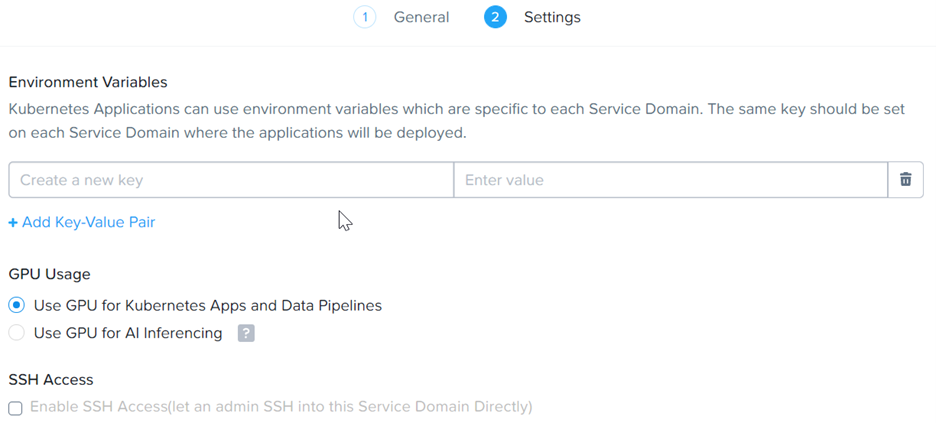 1 General 2 Settings
Environment Variables
Kubernetes Applications can use environment variables which are specific to each Service Domain. The same key should be set
on each Service Domain where the applications will be deployed.
Create a new key Enter value
+ Add Key-Value Pair
GPU Usage
Use GPU for Kubernetes Apps and Data Pipelines
Use GPU for AI Inferencing ?
SSH Access
Enable SSH Access(let an admin SSH into this Service Domain Directly)